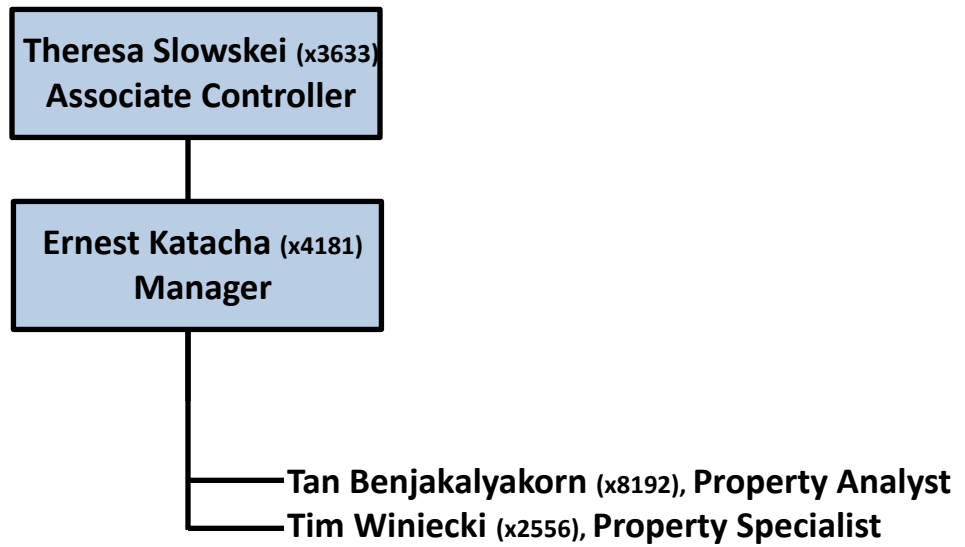 Theresa Slowskei (x3633)
Associate Controller
Ernest Katacha (x4181)
Manager
Tan Benjakalyakorn (x8192), Property Analyst
Tim Winiecki (x2556), Property Specialist